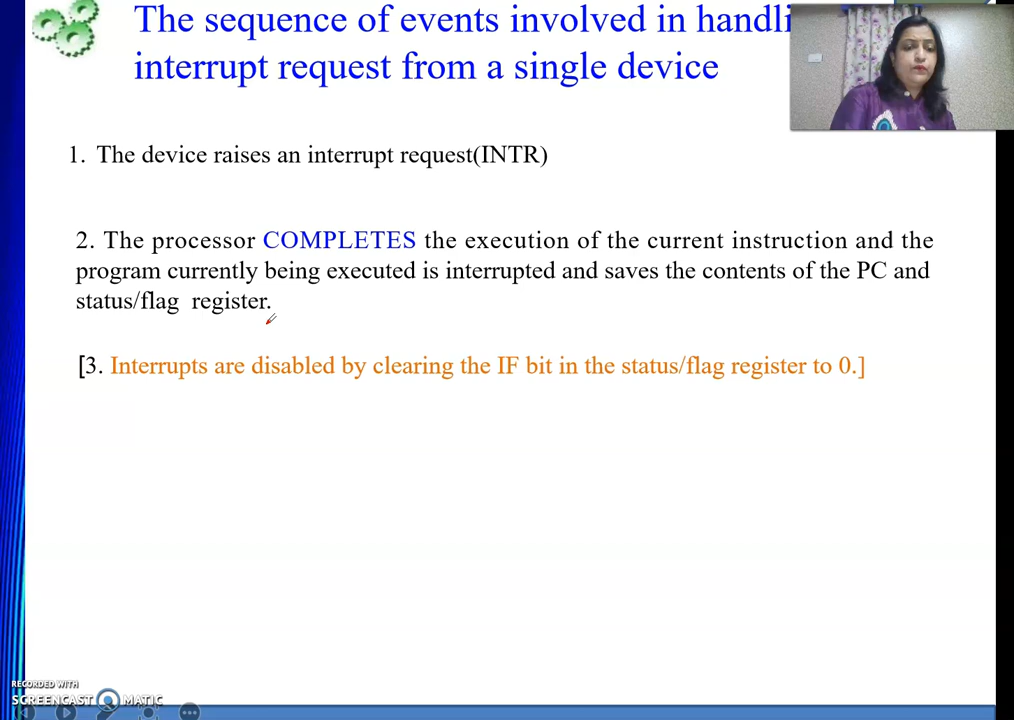 The sequence of events involved in handli
interrupt request from a single device
1. The device raises an interrupt request(INTR)
2. The processor COMPLETES the execution of the current instruction and the
program currently being executed is interrupted and saves the contents of the PC and
status/flag register.
[3. Interrupts are disabled by clearing the IF bit in the status/flag register to 0.]
RECORDED WITH
SCREENCAST MATIC